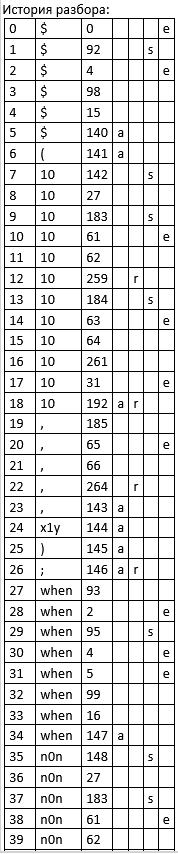 История разбора:
0 $ 0 e
1 $ 92 s
2 $ 4 e
3 $ 98
4 $ 15
5 $ 140 a
6 ( 141 a
7 10 142 s
8 10 27
9 10 183 s
10 10 61 e
11 10 62
12 10 259 r
13 10 184 s
14 10 63 e
15 10 64
16 10 261
17 10 31 e
18 10 192 a r
19 , 185
20 , 65 e
21 , 66
22 , 264 r
23 , 143 a
24 x1y 144 a
25 ) 145 a
26 ; 146 a r
27 when 93
28 when 2 e
29 when 95 s
30 when 4 e
31 when 5 e
32 when 99
33 when 16
34 when 147 a
35 n0n 148 s
36 n0n 27
37 n0n 183 s
38 n0n 61 e
39 n0n 62